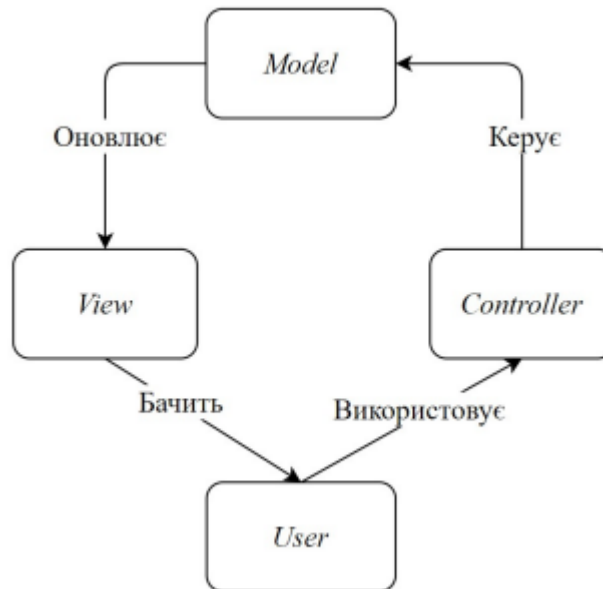 Model
Оновлює
Керує
View
Controller
Бачить
Використовує
User